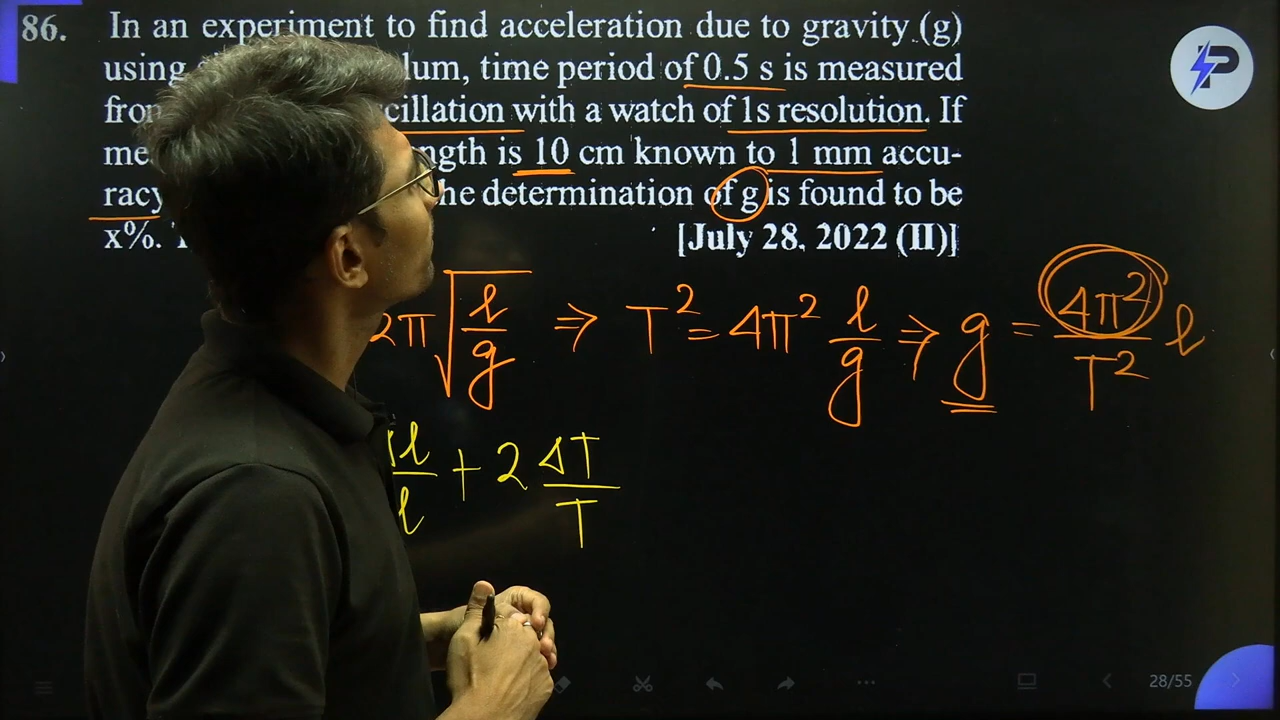 86. In an experiment to find acceleration due to gravity (g)
using lum, time period of 0.5 s is measured
cillation with a watch of 1s resolution. If
ngth is 10 cm known to 1 mm accu-
racy he determination of g is found to be
x%. [July 28, 2022 (II)]
2π√(l/g) ⇒ T² = 4π² l/g ⇒ g = 4π²/T² l
l/l + 2 ΔT/T
28/55